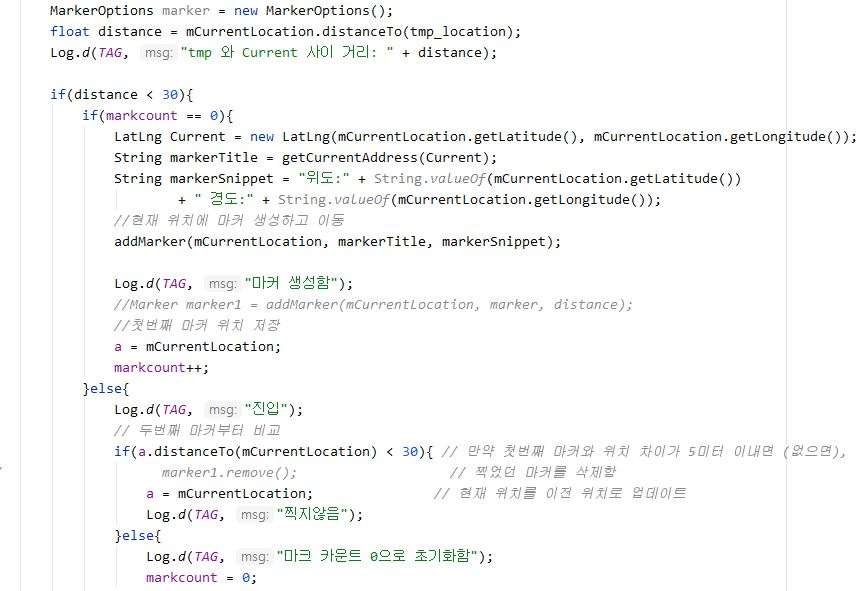 MarkerOptions marker = new MarkerOptions();
float distance = mCurrentLocation.distanceTo(tmp_location);
Log.d(TAG, msg: "tmp 와 Current 사이 거리: " + distance);
if(distance < 30){
if(markcount == 0){
LatLng Current = new LatLng(mCurrentLocation.getLatitude(), mCurrentLocation.getLongitude());
String markerTitle = getCurrentAddress(Current);
String markerSnippet = "위도:" + String.valueOf(mCurrentLocation.getLatitude())
+ " 경도:" + String.valueOf(mCurrentLocation.getLongitude());
//현재 위치에 마커 생성하고 이동
addMarker(mCurrentLocation, markerTitle, markerSnippet);
Log.d(TAG, msg: "마커 생성함");
//Marker marker1 = addMarker(mCurrentLocation, marker, distance);
//첫번째 마커 위치 저장
a = mCurrentLocation;
markcount++;
}else{
Log.d(TAG, msg: "진입");
// 두번째 마커부터 비교
if(a.distanceTo(mCurrentLocation) < 30){ // 만약 첫번째 마커와 위치 차이가 5미터 이내면 (없으면),
marker1.remove(); // 찍었던 마커를 삭제함
a = mCurrentLocation; // 현재 위치를 이전 위치로 업데이트
Log.d(TAG, msg: "찍지않음");
}else{
Log.d(TAG, msg: "마크 카운트 0으로 초기화함");
markcount = 0;